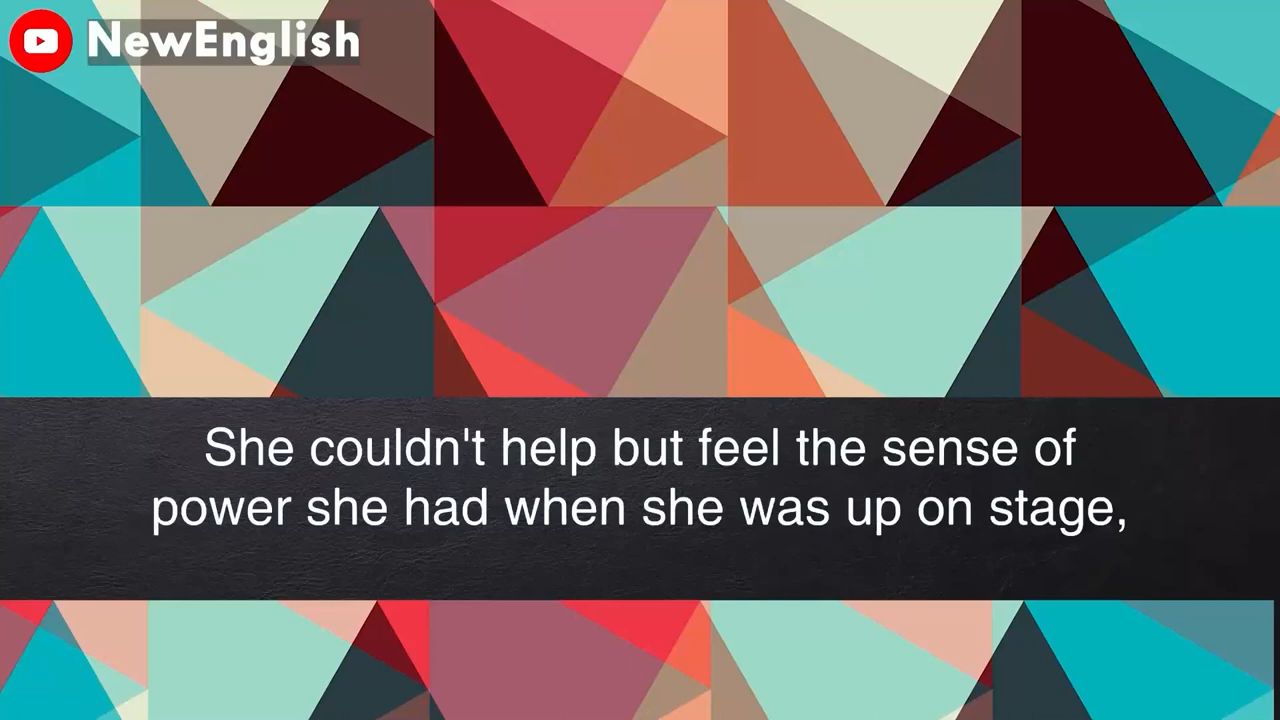 NewEnglish
She couldn't help but feel the sense of
power she had when she was up on stage,